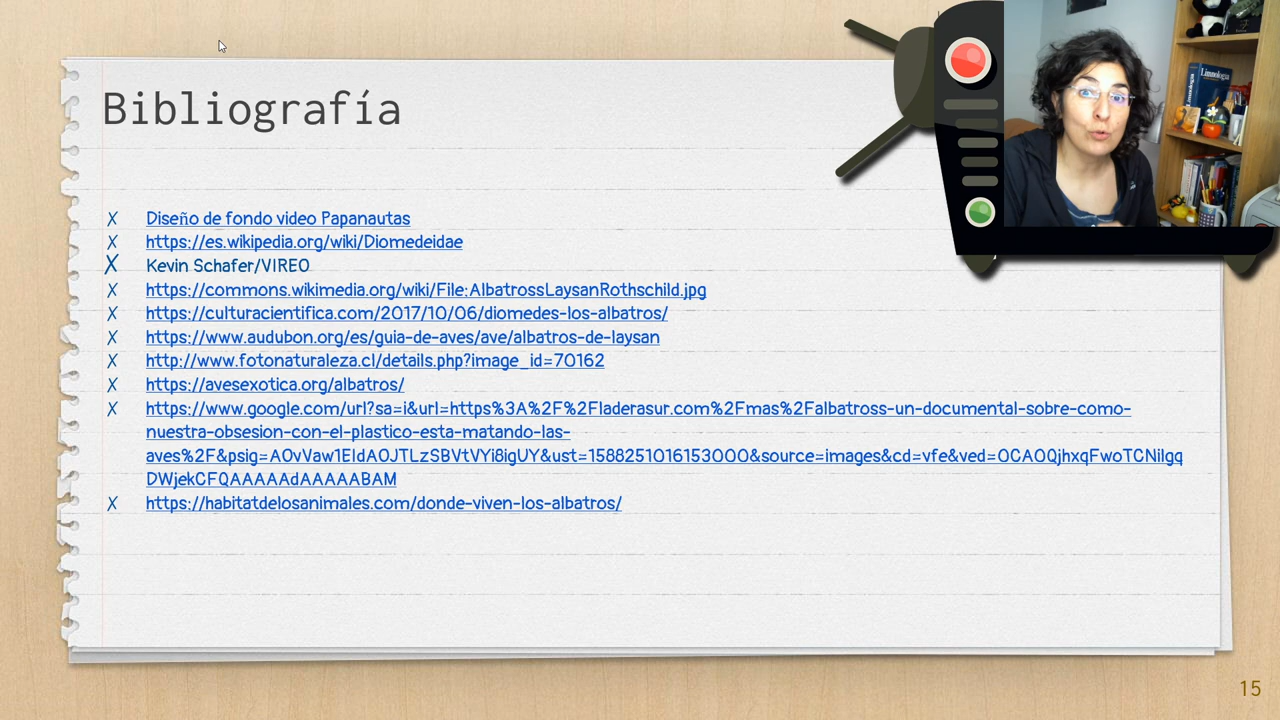 Bibliografía
X Diseño de fondo video Papanautas
X https://es.wikipedia.org/wiki/Diomedeidae
X Kevin Schafer/VIREO
X https://commons.wikimedia.org/wiki/File:AlbatrossLaysanRothschild.jpg
X https://culturacientifica.com/2017/10/06/diomedes-los-albatros/
X https://www.audubon.org/es/guia-de-aves/ave/albatros-de-laysan
X http://www.fotonaturaleza.cl/details.php?image_id=70162
X https://avesexotica.org/albatros/
X https://www.google.com/url?sa=i&url=https%3A%2F%2Fladerasur.com%2Fmas%2Falbatross-un-documental-sobre-como-
nuestra-obsesion-con-el-plastico-esta-matando-las-
aves%2F&psig=AOvVaw1EIdAOJTLzSBVtVYi8igUY&ust=1588251016153000&source=images&cd=vfe&ved=0CA0QjhxqFwoTCNiIgq
DWjekCFQAAAAAdAAAAABAM
X https://habitatdelosanimales.com/donde-viven-los-albatros/
Limnología
15